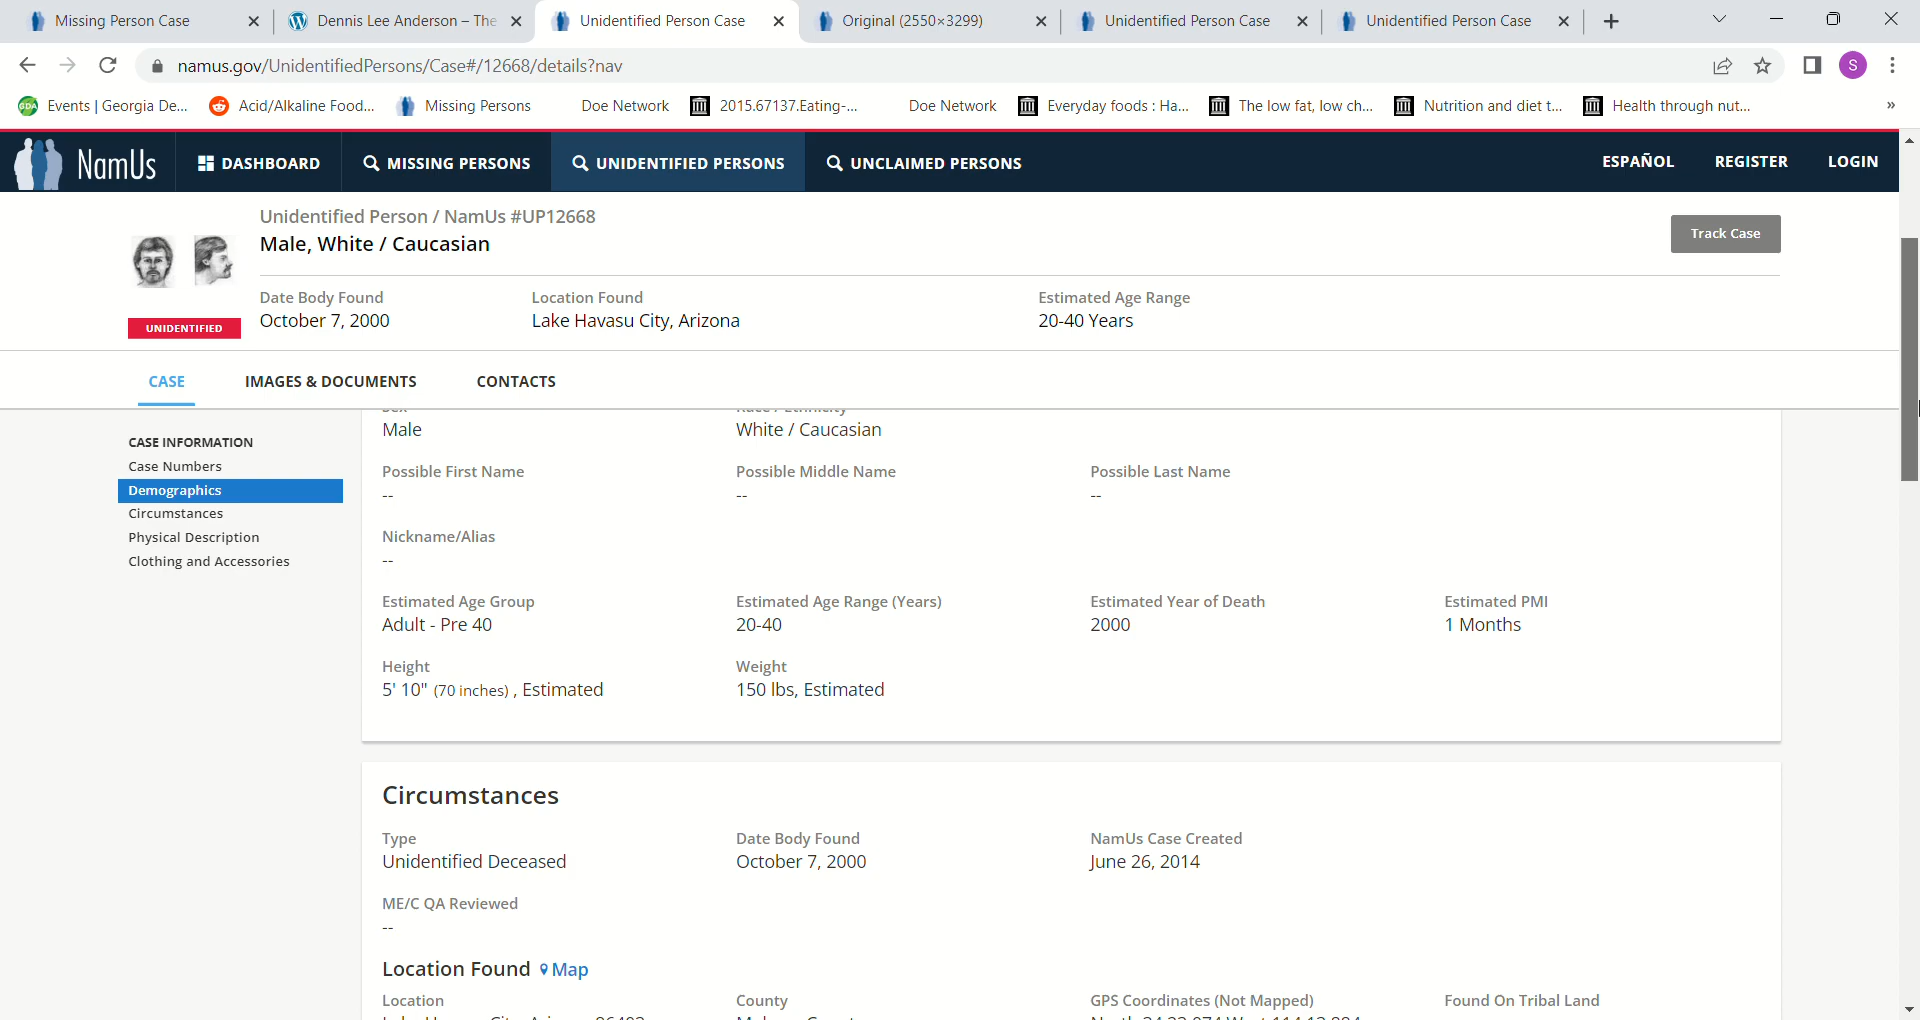 Missing Person Case
Dennis Lee Anderson – The
Unidentified Person Case
Original (2550×3299)
Unidentified Person Case
Unidentified Person Case
namus.gov/UnidentifiedPersons/Case#/12668/details?nav
S
GDA
Events | Georgia De...
Acid/Alkaline Food...
Missing Persons
Doe Network
2015.67137.Eating-...
Doe Network
Everyday foods : Ha...
The low fat, low ch...
Nutrition and diet t...
Health through nut...
»
NamUs
DASHBOARD
MISSING PERSONS
UNIDENTIFIED PERSONS
UNCLAIMED PERSONS
ESPAÑOL
REGISTER
LOGIN
Unidentified Person / NamUs #UP12668
Male, White / Caucasian
Track Case
UNIDENTIFIED
Date Body Found
Location Found
Estimated Age Range
October 7, 2000
Lake Havasu City, Arizona
20-40 Years
CASE
IMAGES & DOCUMENTS
CONTACTS
CASE INFORMATION
Case Numbers
Demographics
Circumstances
Physical Description
Clothing and Accessories
Male
White / Caucasian
Possible First Name
Possible Middle Name
Possible Last Name
--
--
--
Nickname/Alias
--
Estimated Age Group
Estimated Age Range (Years)
Estimated Year of Death
Estimated PMI
Adult - Pre 40
20-40
2000
1 Months
Height
Weight
5' 10" (70 inches) , Estimated
150 lbs, Estimated
Circumstances
Type
Date Body Found
NamUs Case Created
Unidentified Deceased
October 7, 2000
June 26, 2014
ME/C QA Reviewed
--
Location Found Map
Location
County
GPS Coordinates (Not Mapped)
Found On Tribal Land